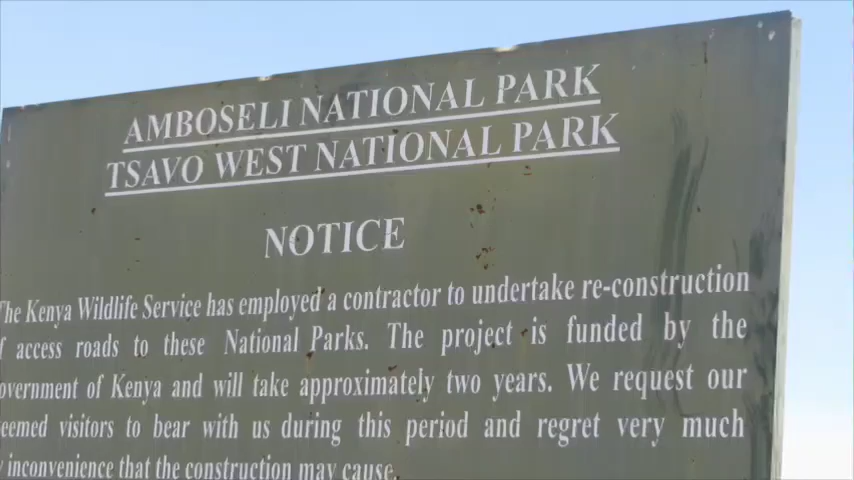 AMBOSELI NATIONAL PARK
TSAVO WEST NATIONAL PARK
NOTICE
The Kenya Wildlife Service has employed a contractor to undertake re-construction
f access roads to these National Parks. The project is funded by the
overnment of Kenya and will take approximately two years. We request our
eemed visitors to bear with us during this period and regret very much
y inconvenience that the construction may cause.